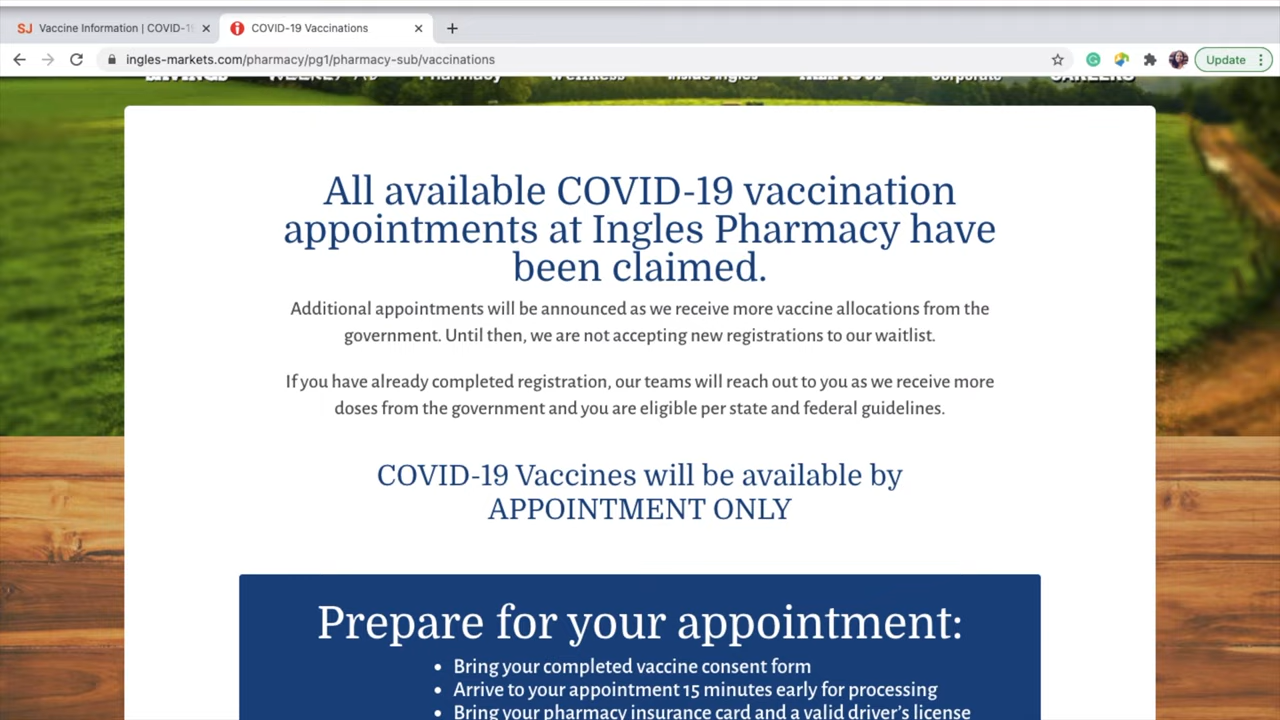 SJ Vaccine Information | COVID-19
COVID-19 Vaccinations
ingles-markets.com/pharmacy/pg1/pharmacy-sub/vaccinations
Update
SAVINGS WEEKLY AD Pharmacy Wellness Inside Ingles Corporate CAREERS
All available COVID-19 vaccination
appointments at Ingles Pharmacy have
been claimed.
Additional appointments will be announced as we receive more vaccine allocations from the
government. Until then, we are not accepting new registrations to our waitlist.
If you have already completed registration, our teams will reach out to you as we receive more
doses from the government and you are eligible per state and federal guidelines.
COVID-19 Vaccines will be available by
APPOINTMENT ONLY
Prepare for your appointment:
• Bring your completed vaccine consent form
• Arrive to your appointment 15 minutes early for processing
• Bring your pharmacy insurance card and a valid driver's license